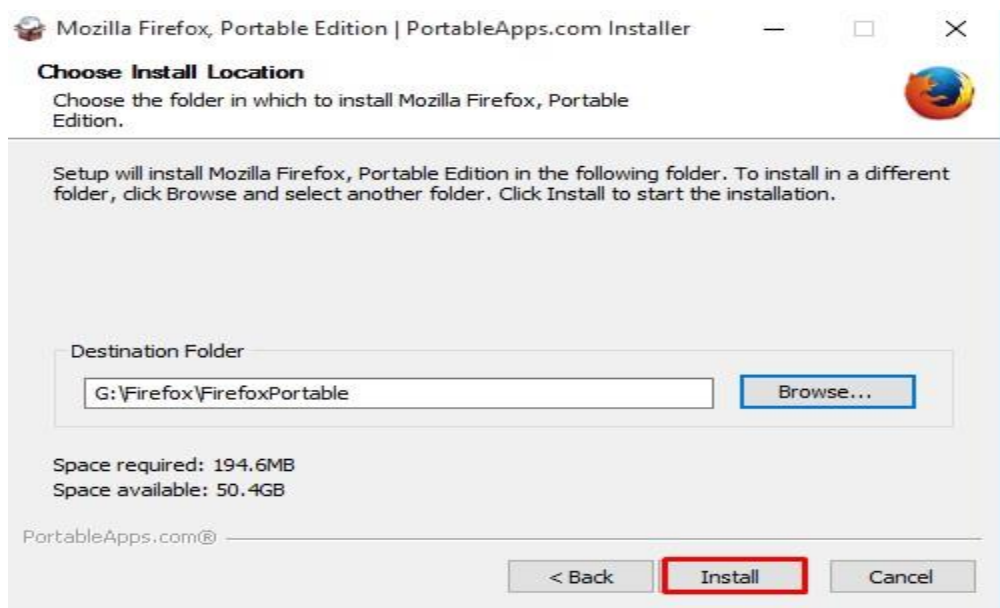 Mozilla Firefox, Portable Edition | PortableApps.com Installer
Choose Install Location
Choose the folder in which to install Mozilla Firefox, Portable
Edition.
Setup will install Mozilla Firefox, Portable Edition in the following folder. To install in a different
folder, click Browse and select another folder. Click Install to start the installation.
Destination Folder
G:\Firefox\FirefoxPortable
Browse...
Space required: 194.6MB
Space available: 50.4GB
PortableApps.com®
< Back
Install
Cancel